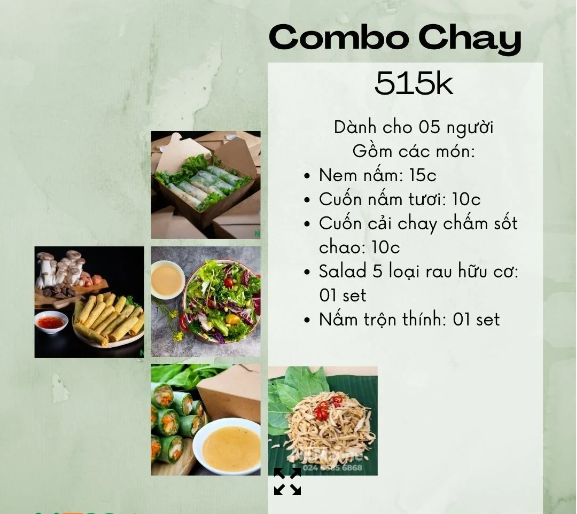 Combo Chay
515k
Dành cho 05 người
Gồm các món:
• Nem nấm: 15c
• Cuốn nấm tươi: 10c
• Cuốn cải chay chấm sốt
chao: 10c
• Salad 5 loại rau hữu cơ:
01 set
• Nấm trộn thính: 01 set